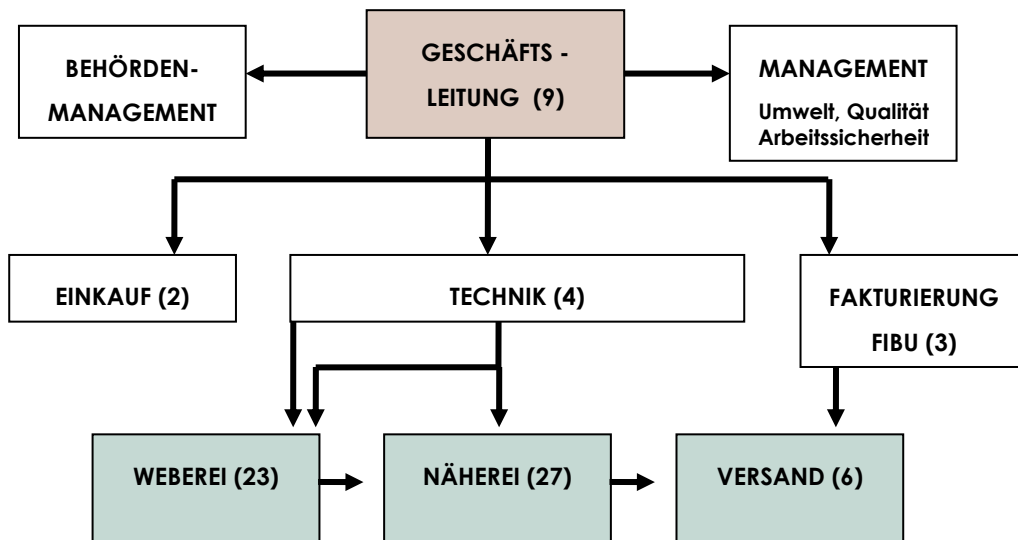 BEHÖRDEN-
MANAGEMENT
GESCHÄFTS -
LEITUNG (9)
MANAGEMENT
Umwelt, Qualität
Arbeitssicherheit
EINKAUF (2)
TECHNIK (4)
FAKTURIERUNG
FIBU (3)
WEBEREI (23)
NÄHEREI (27)
VERSAND (6)